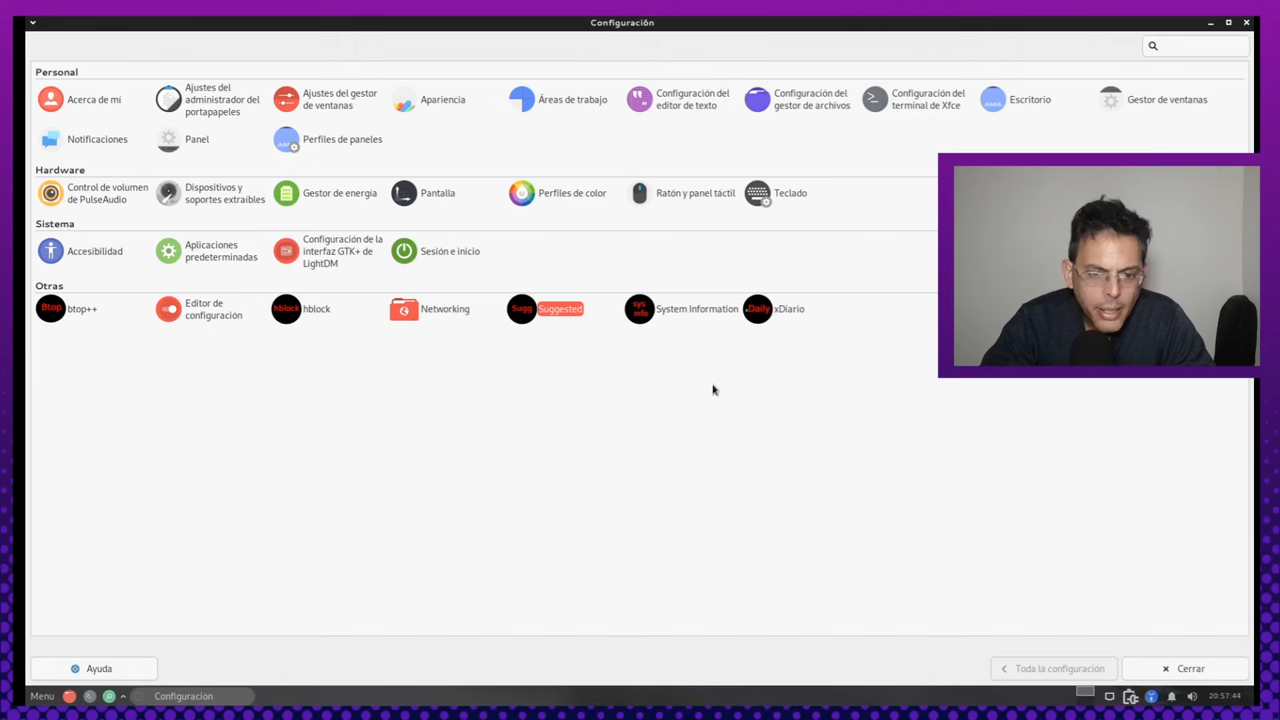 Configuración
Personal
Acerca de mí
Ajustes del
administrador del
portapapeles
Ajustes del gestor
de ventanas
Apariencia
Áreas de trabajo
Configuración del
editor de texto
Configuración del
gestor de archivos
Configuración del
terminal de Xfce
Escritorio
Gestor de ventanas
Notificaciones
Panel
Perfiles de paneles
Hardware
Control de volumen
de PulseAudio
Dispositivos y
soportes extraíbles
Gestor de energía
Pantalla
Perfiles de color
Ratón y panel táctil
Teclado
Sistema
Accesibilidad
Aplicaciones
predeterminadas
Configuración de la
interfaz GTK+ de
LightDM
Sesión e inicio
Otras
Btop
btop++
Editor de
configuración
hblock
hblock
Networking
Sugg
Suggested
sys
info
System Information
.Daily
xDiario
Ayuda
Toda la configuración
Cerrar
Menu
Configuración
20:57:44